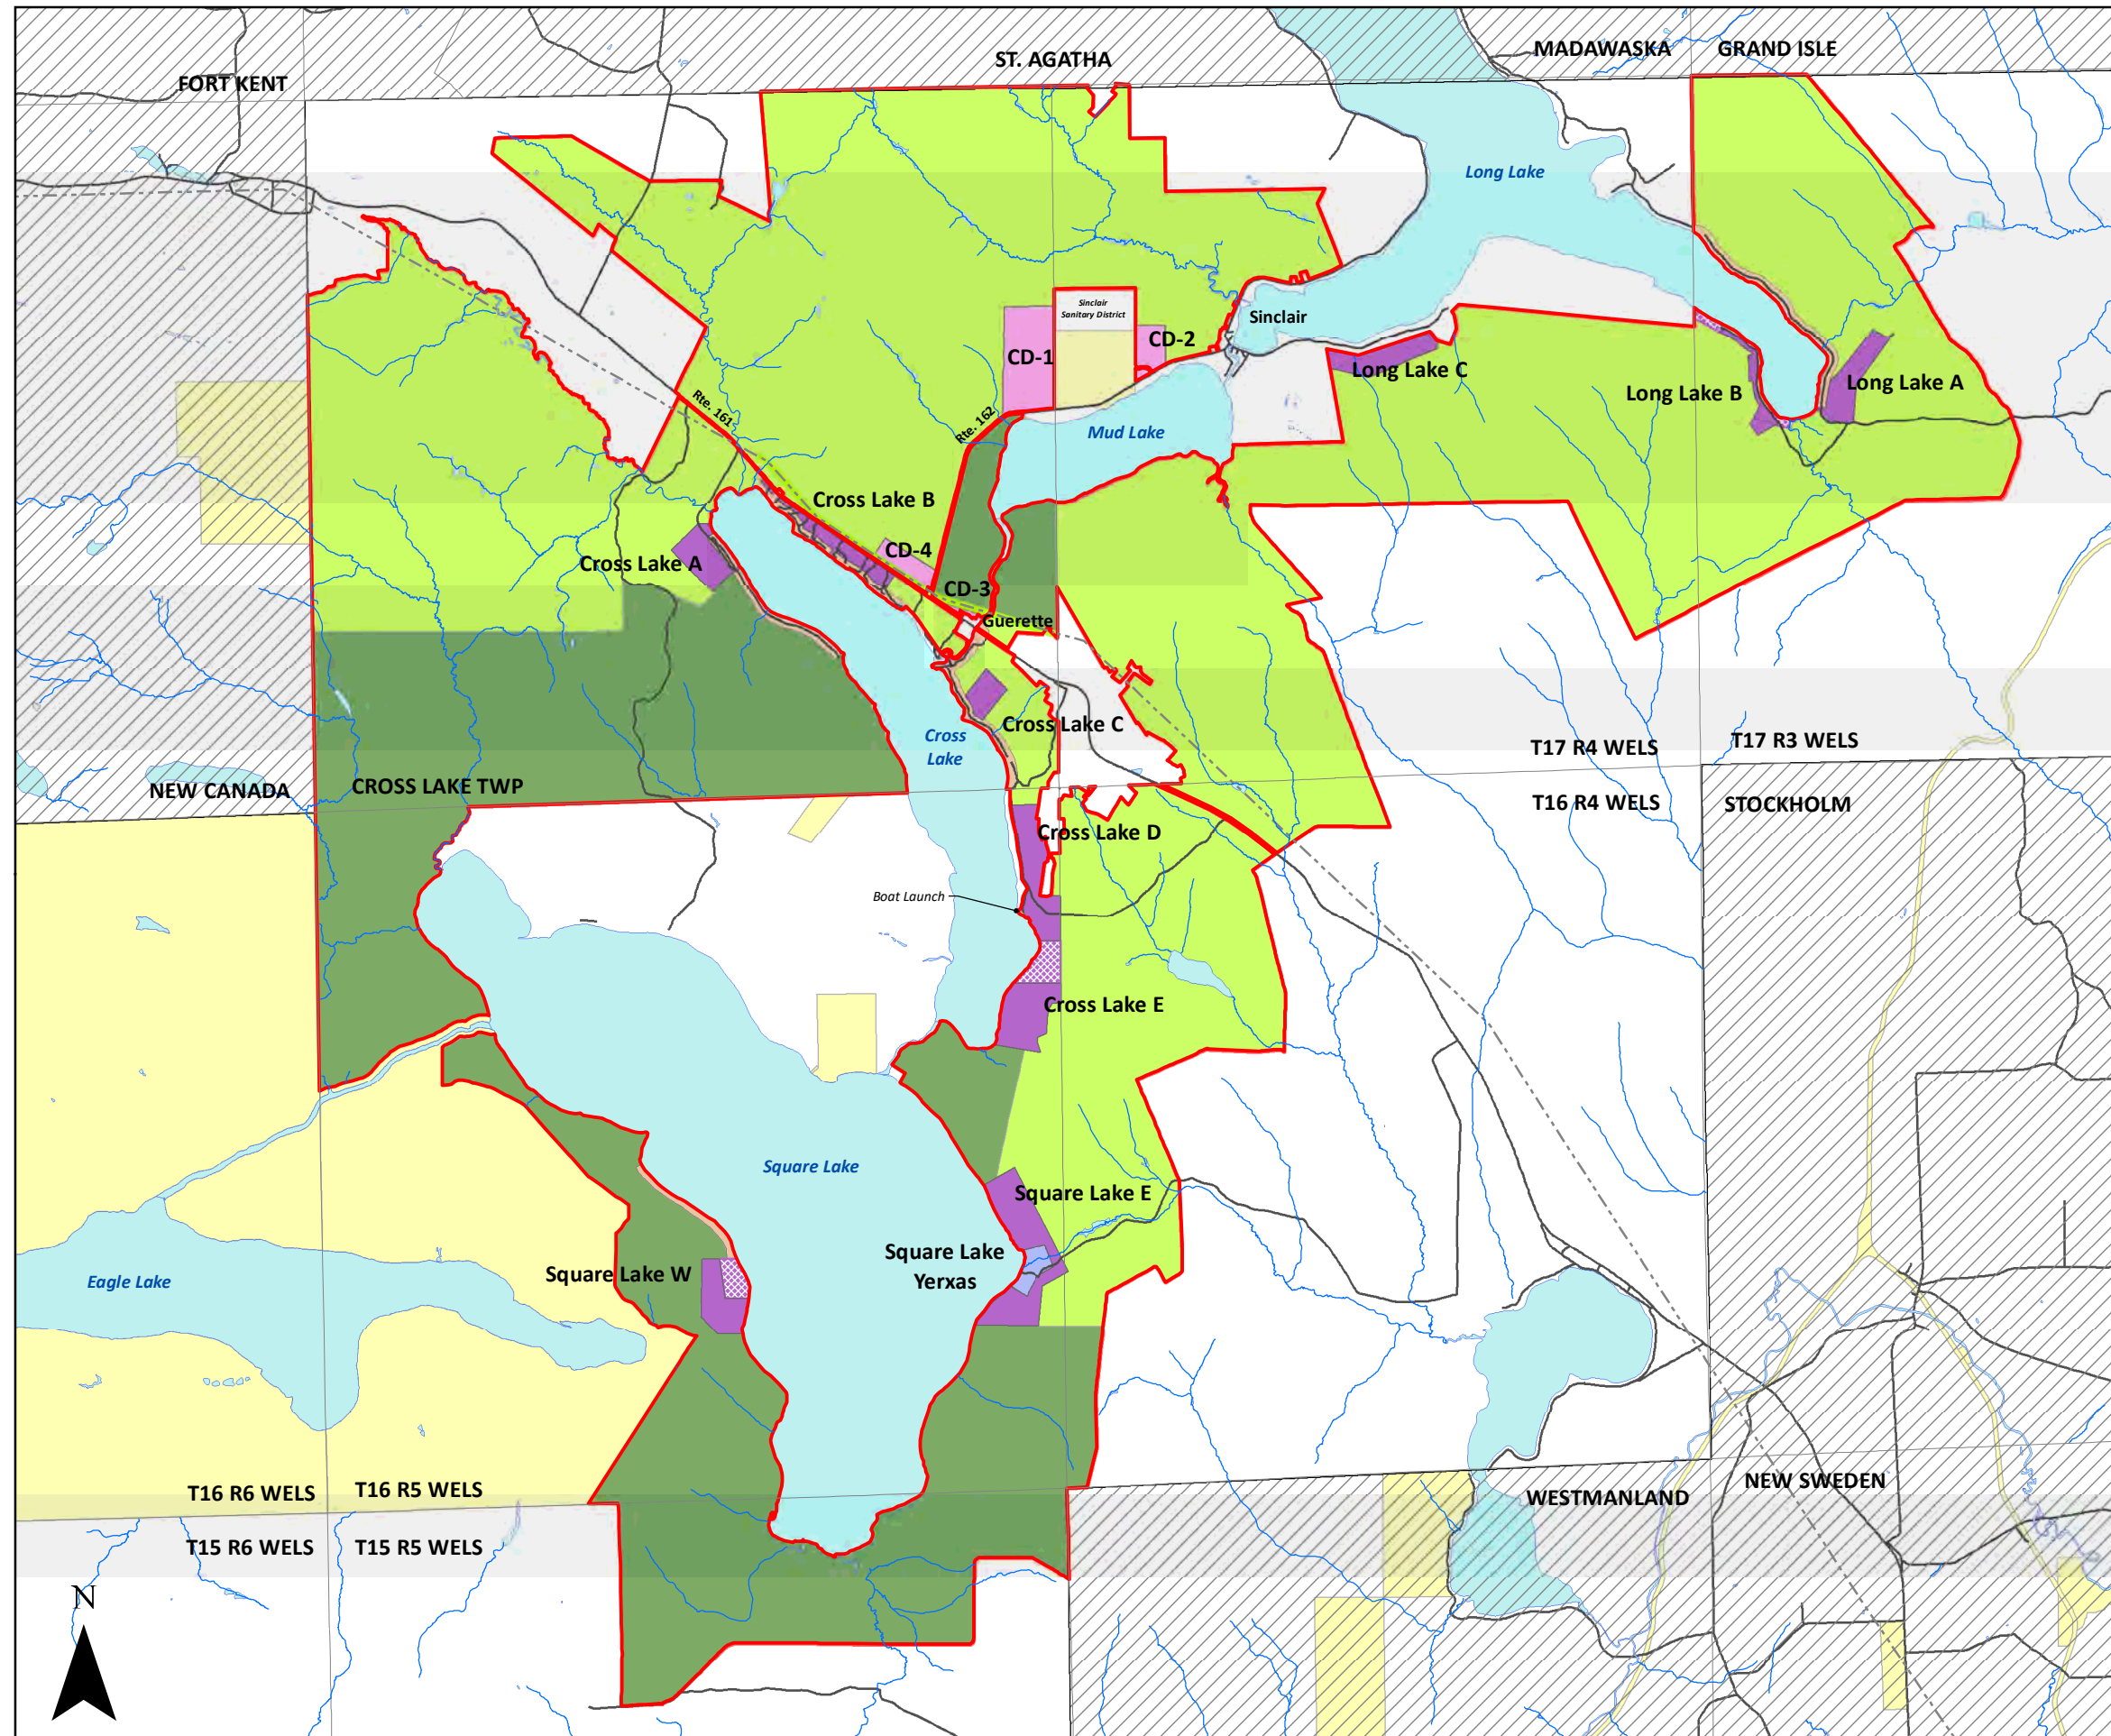 ST. AGATHA
MADAWASKA
GRAND ISLE
FORT KENT
Long Lake
Sinclair
Sanitary District
Sinclair
CD-1
CD-2
Long Lake C
Long Lake B
Long Lake A
Rte. 161
Rte. 162
Mud Lake
Cross Lake B
CD-4
Cross Lake A
CD-3
Guerette
Cross Lake C
Cross
Lake
T17 R4 WELS
T17 R3 WELS
NEW CANADA
CROSS LAKE TWP
T16 R4 WELS
STOCKHOLM
Cross Lake D
Boat Launch
Cross Lake E
Square Lake
Square Lake E
Square Lake
Yerxas
Eagle Lake
Square Lake W
T16 R6 WELS
T16 R5 WELS
WESTMANLAND
NEW SWEDEN
T15 R6 WELS
T15 R5 WELS
N